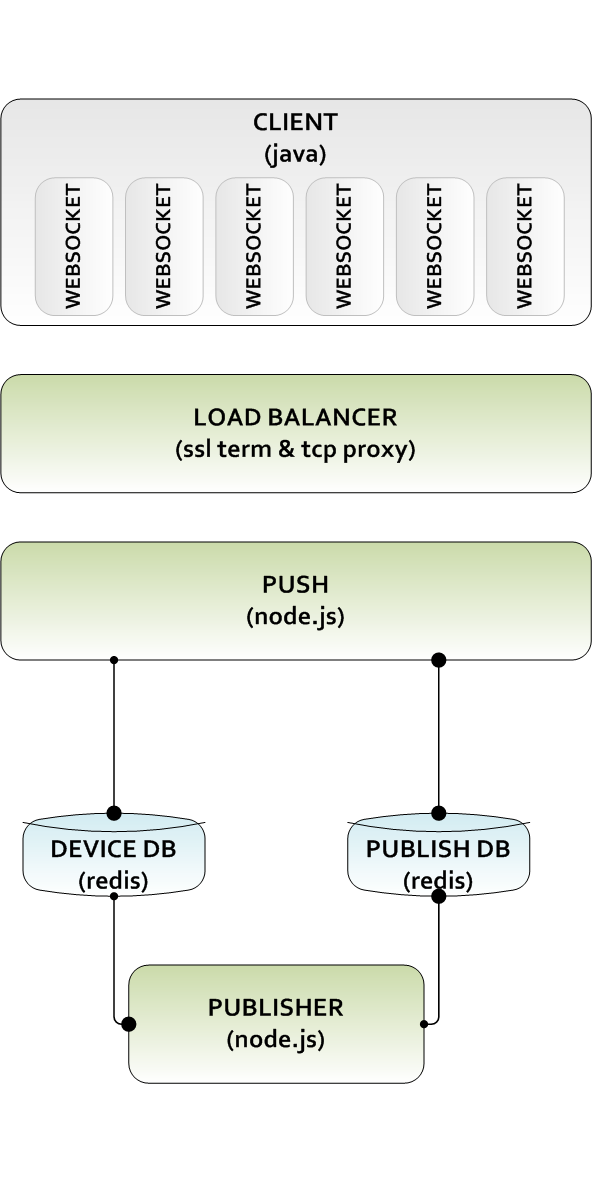 CLIENT
(java)
WEBSOCKET
WEBSOCKET
WEBSOCKET
WEBSOCKET
WEBSOCKET
WEBSOCKET
LOAD BALANCER
(ssl term & tcp proxy)
PUSH
(node.js)
DEVICE DB
(redis)
PUBLISH DB
(redis)
PUBLISHER
(node.js)